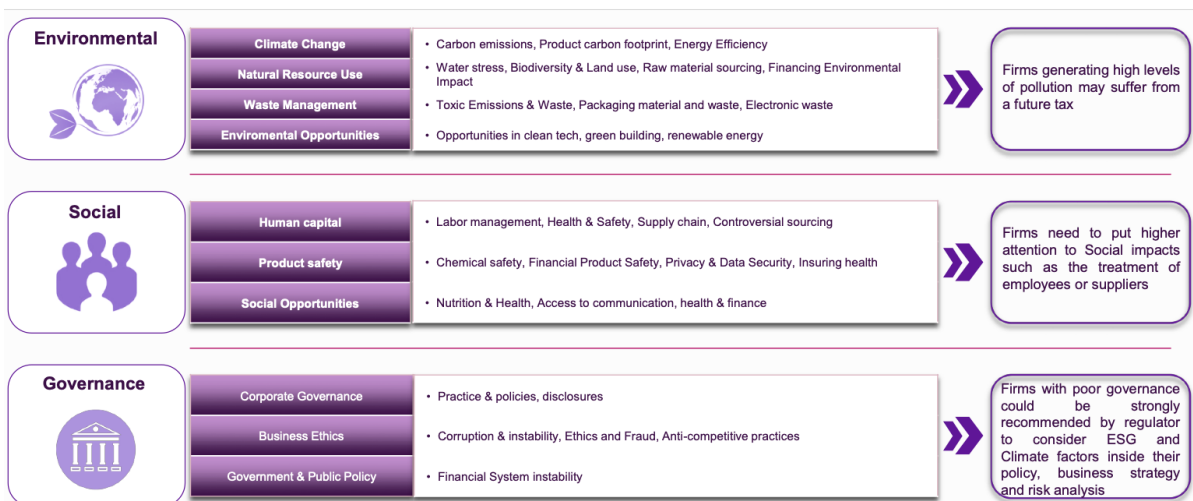 Environmental
Climate Change
• Carbon emissions, Product carbon footprint, Energy Efficiency
Natural Resource Use
• Water stress, Biodiversity & Land use, Raw material sourcing, Financing Environmental
Impact
Waste Management
• Toxic Emissions & Waste, Packaging material and waste, Electronic waste
Enviromental Opportunities
• Opportunities in clean tech, green building, renewable energy
Firms generating high levels
of pollution may suffer from
a future tax
Social
Human capital
• Labor management, Health & Safety, Supply chain, Controversial sourcing
Product safety
• Chemical safety, Financial Product Safety, Privacy & Data Security, Insuring health
Social Opportunities
• Nutrition & Health, Access to communication, health & finance
Firms need to put higher
attention to Social impacts
such as the treatment of
employees or suppliers
Governance
Corporate Governance
• Practice & policies, disclosures
Business Ethics
• Corruption & instability, Ethics and Fraud, Anti-competitive practices
Government & Public Policy
• Financial System instability
Firms with poor governance
could be strongly
recommended by regulator
to consider ESG and
Climate factors inside their
policy, business strategy
and risk analysis